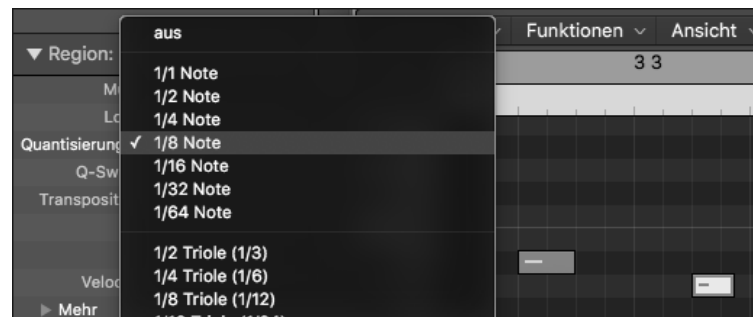 aus
Funktionen Ansicht
Region:
3 3
1/1 Note
1/2 Note
1/4 Note
Quantisierung ✓ 1/8 Note
1/16 Note
1/32 Note
1/64 Note
1/2 Triole (1/3)
1/4 Triole (1/6)
1/8 Triole (1/12)
Mehr